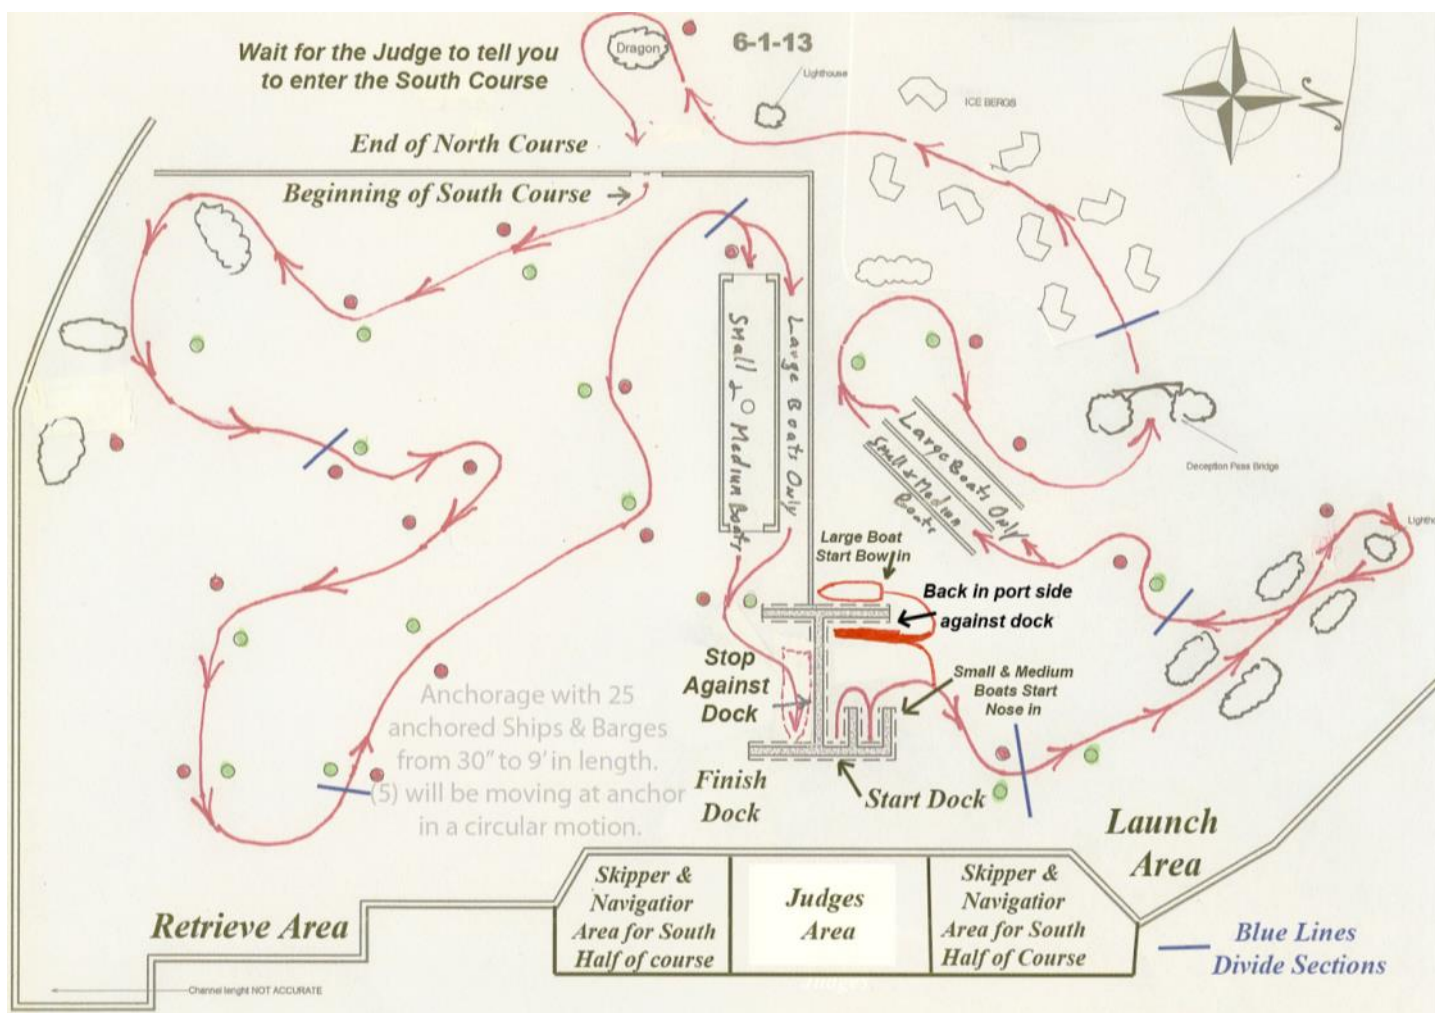 Wait for the Judge to tell you
to enter the South Course
Dragon
6-1-13
Lighthouse
ICE BERGS
N
End of North Course
Beginning of South Course
Small & Medium Boats
Large Boats Only
Large Boats Only
Small & Medium
Boats
Deception Pass Bridge
Lightho
Large Boat
Start Bow in
Back in port side
against dock
Stop
Against
Dock
Small & Medium
Boats Start
Nose in
Anchorage with 25
anchored Ships & Barges
from 30" to 9' in length.
(5) will be moving at anchor
in a circular motion.
Finish
Dock
Start Dock
Launch
Area
Skipper &
Navigatior
Area for South
Half of course
Judges
Area
Skipper &
Navigatior
Area for South
Half of Course
Retrieve Area
Blue Lines
Divide Sections
Channel lenght NOT ACCURATE
Judges